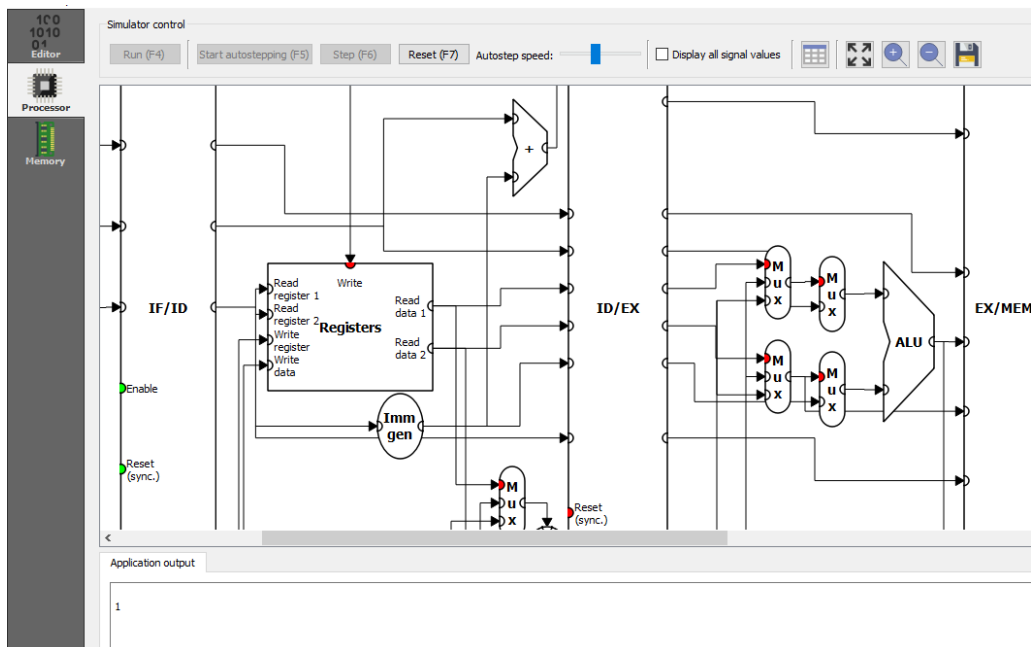 100
1010
01
Editor
Processor
Memory
Simulator control
Run (F4)
Start autostepping (F5)
Step (F6)
Reset (F7)
Autostep speed:
Display all signal values
+
IF/ID
Enable
Reset
(sync.)
Write
Read
register 1
Read
register 2
Write
register
Write
data
Registers
Read
data 1
Read
data 2
Imm
gen
M
u
x
ID/EX
Reset
(sync.)
M
u
x
M
u
x
M
u
x
M
u
x
ALU
EX/MEM
<
Application output
1